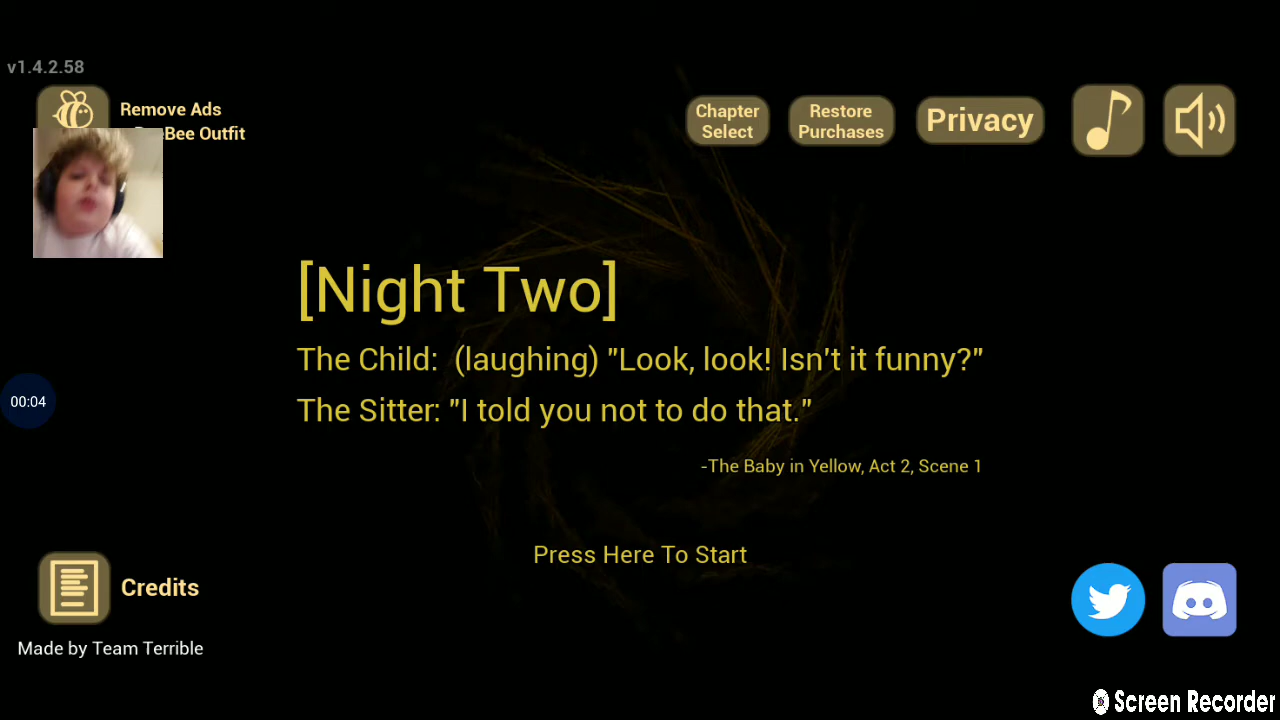 v1.4.2.58
Remove Ads
Bee Outfit
Chapter
Select
Restore
Purchases
Privacy
[Night Two]
The Child: (laughing) "Look, look! Isn't it funny?"
The Sitter: "I told you not to do that."
-The Baby in Yellow, Act 2, Scene 1
00:04
Press Here To Start
Credits
Made by Team Terrible
Screen Recorder